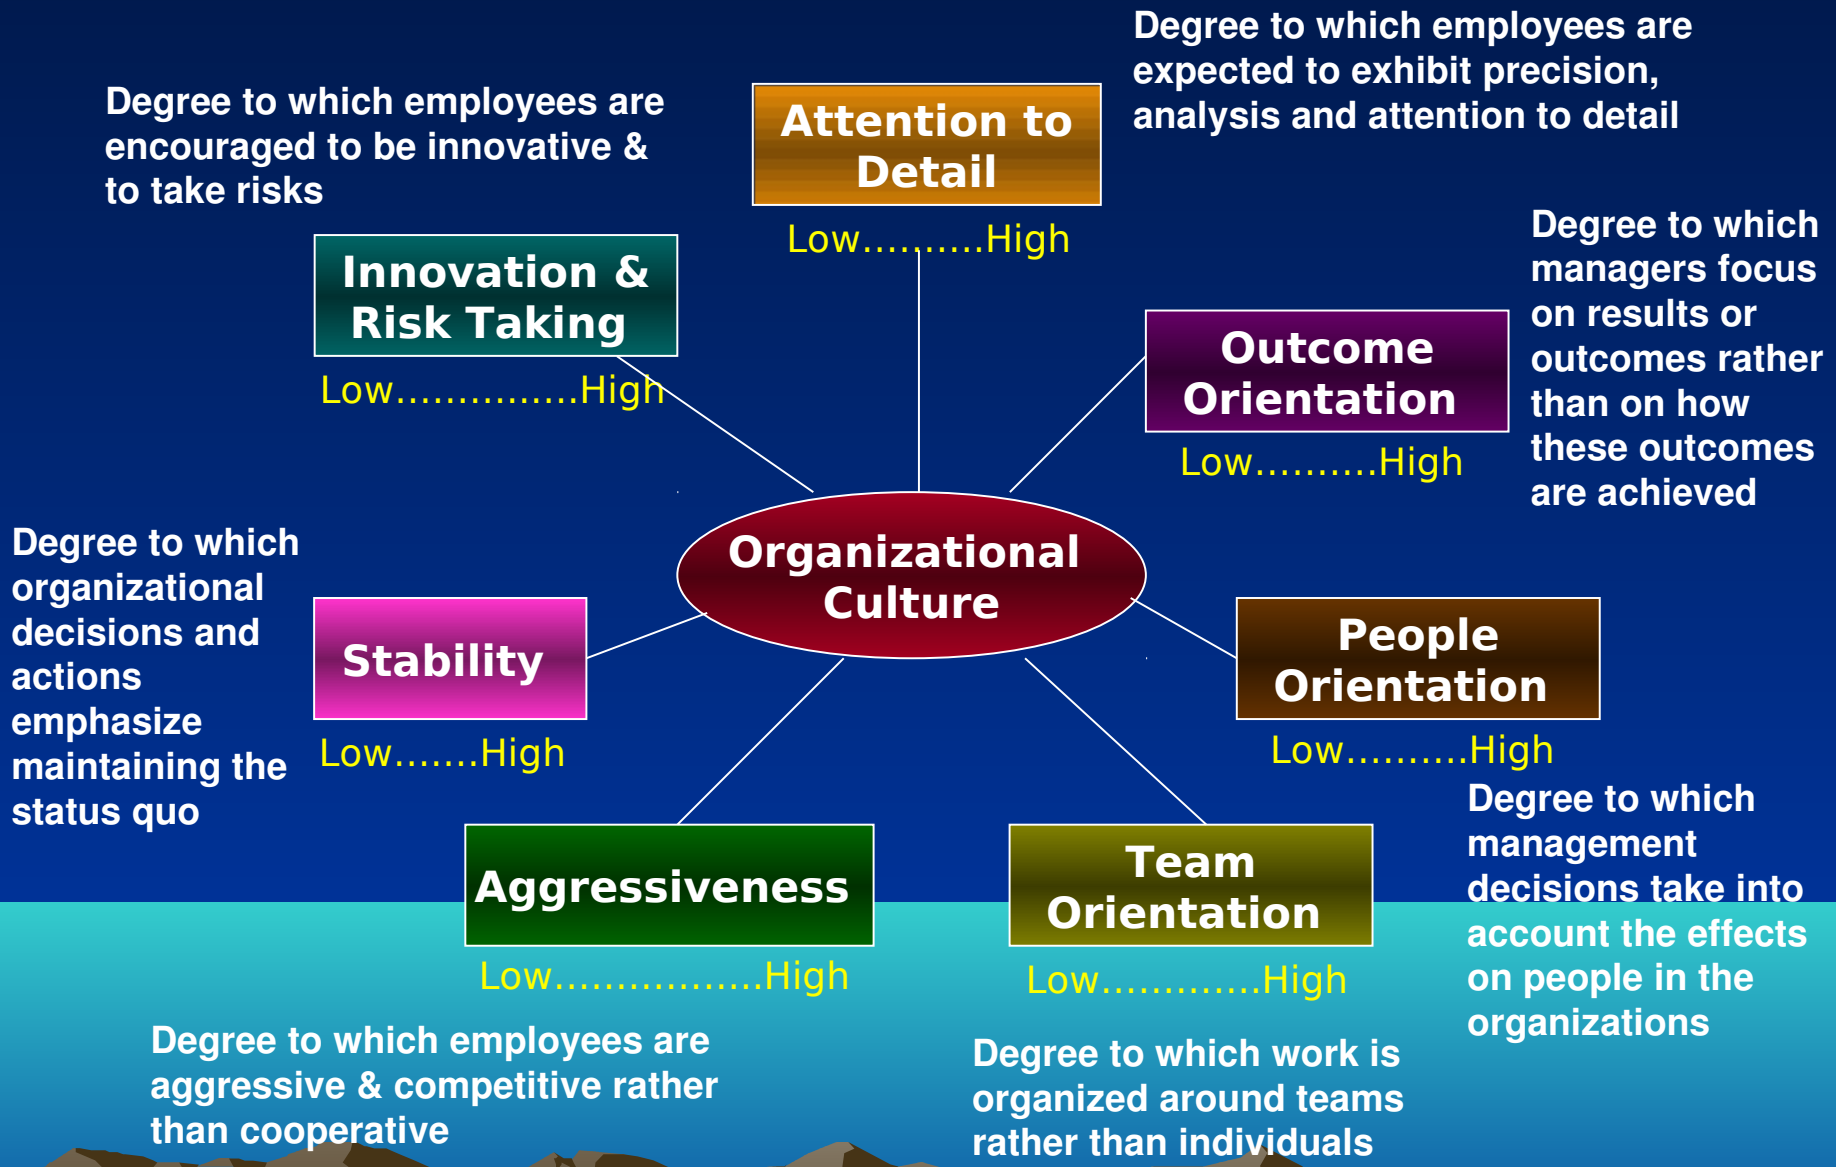 Degree to which employees are
encouraged to be innovative &
to take risks
Innovation &
Risk Taking
Low...............High
Attention to
Detail
Low..........High
Degree to which employees are
expected to exhibit precision,
analysis and attention to detail
Outcome
Orientation
Low..........High
Degree to which
managers focus
on results or
outcomes rather
than on how
these outcomes
are achieved
Organizational
Culture
Degree to which
organizational
decisions and
actions
emphasize
maintaining the
status quo
Stability
Low.......High
People
Orientation
Low..........High
Degree to which
management
decisions take into
account the effects
on people in the
organizations
Aggressiveness
Low.................High
Degree to which employees are
aggressive & competitive rather
than cooperative
Team
Orientation
Low.............High
Degree to which work is
organized around teams
rather than individuals